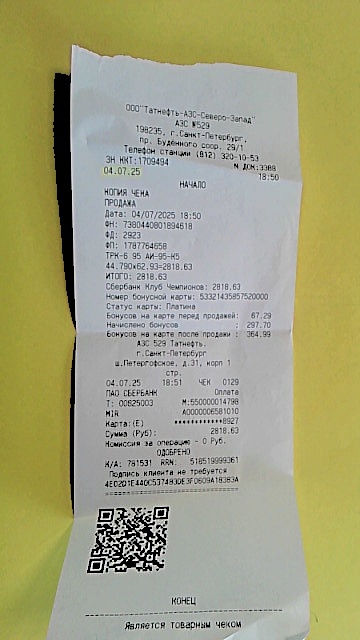 ООО"Татнефть-АЗС-Северо-Запад"
АЗС №529
198235, г.Санкт-Петербург,
пр. Буденного соор. 29/1
Телефон станции (812) 320-10-53
ЗН ККТ:1709494 N ДОК:3388
04.07.25 18:50
НАЧАЛО
КОПИЯ ЧЕКА
ПРОДАЖА
Дата: 04/07/2025 18:50
ФН: 7380440801894618
ФД: 2923
ФП: 1787764658
ТРК-6 95 АИ-95-К5
44.790x62.93=2818.63
ИТОГО: 2818.63
Сбербанк Клуб Чемпионов: 2818.63
Номер бонусной карты: 53321435857520000
Статус карты: Платина
Бонусов на карте перед продажей: 67.29
Начислено бонусов : 297.70
Бонусов на карте после продажи : 364.99
АЗС 529 Татнефть.
г.Санкт-Петербург
ш.Петергофское, д.31, корп 1
стр.
04.07.25 18:51 ЧЕК 0129
ПАО СБЕРБАНК Оплата
Т: 00825003 М:550000014798
MIR A0000006581010
Карта:(E) ************8927
Сумма (Руб): 2818.63
Комиссия за операцию - 0 Руб.
ОДОБРЕНО
К/А: 781531 RRN: 518519999361
Подпись клиента не требуется
4E02D1E440C537483DE3F0609A18383A
================================
КОНЕЦ
Является товарным чеком